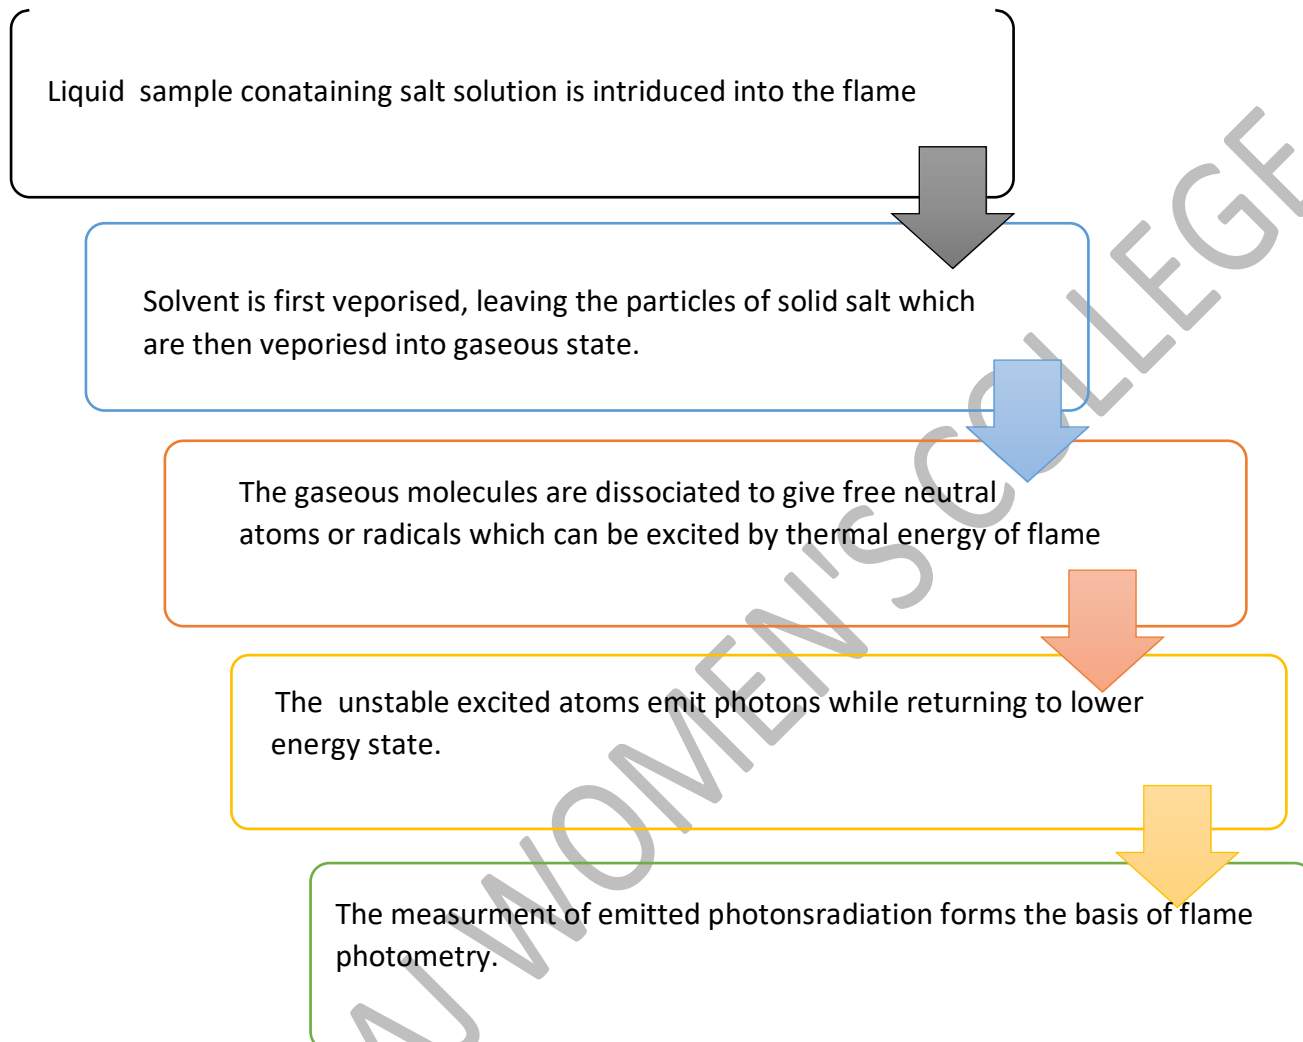 Liquid  sample conataining salt solution is intriduced into the flame
Solvent is first veporised, leaving the particles of solid salt which
are then veporiesd into gaseous state.
The gaseous molecules are dissociated to give free neutral
atoms or radicals which can be excited by thermal energy of flame
The  unstable excited atoms emit photons while returning to lower
energy state.
The measurment of emitted photonsradiation forms the basis of flame
photometry.
WOMEN'S COLLEGE